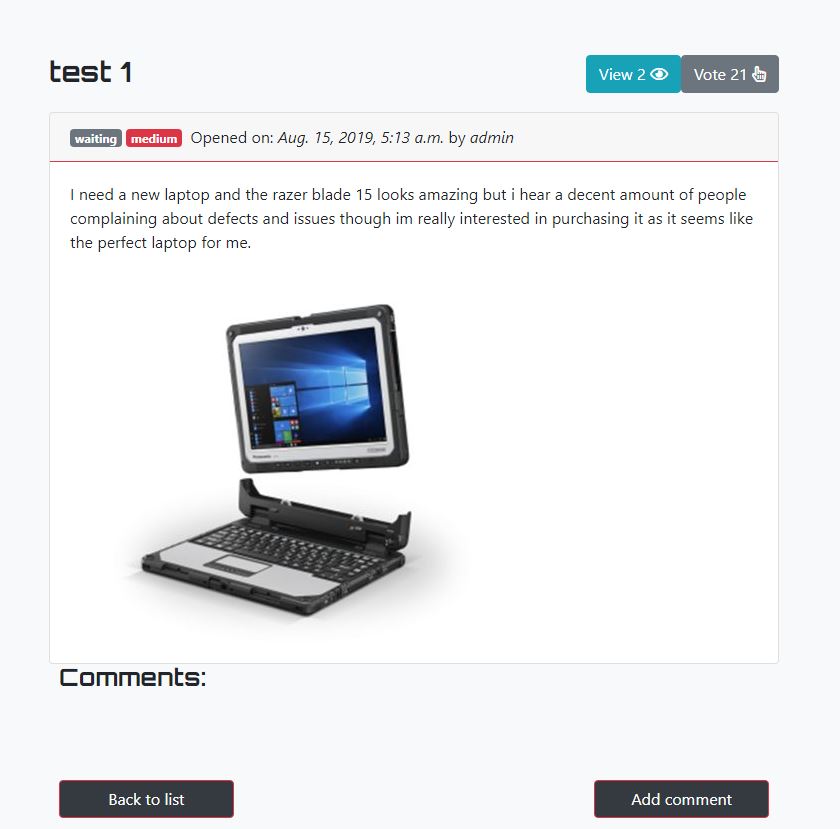 test 1
View 2
Vote 21
waiting medium Opened on: Aug. 15, 2019, 5:13 a.m. by admin
I need a new laptop and the razer blade 15 looks amazing but i hear a decent amount of people
complaining about defects and issues though im really interested in purchasing it as it seems like
the perfect laptop for me.
Panasonic
Comments:
Back to list
Add comment